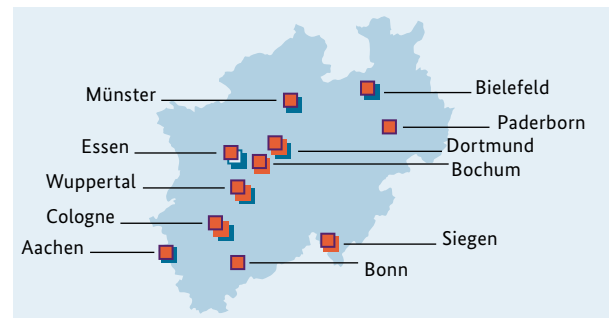 Münster
Essen
Wuppertal
Cologne
Aachen
Bielefeld
Paderborn
Dortmund
Bochum
Siegen
Bonn